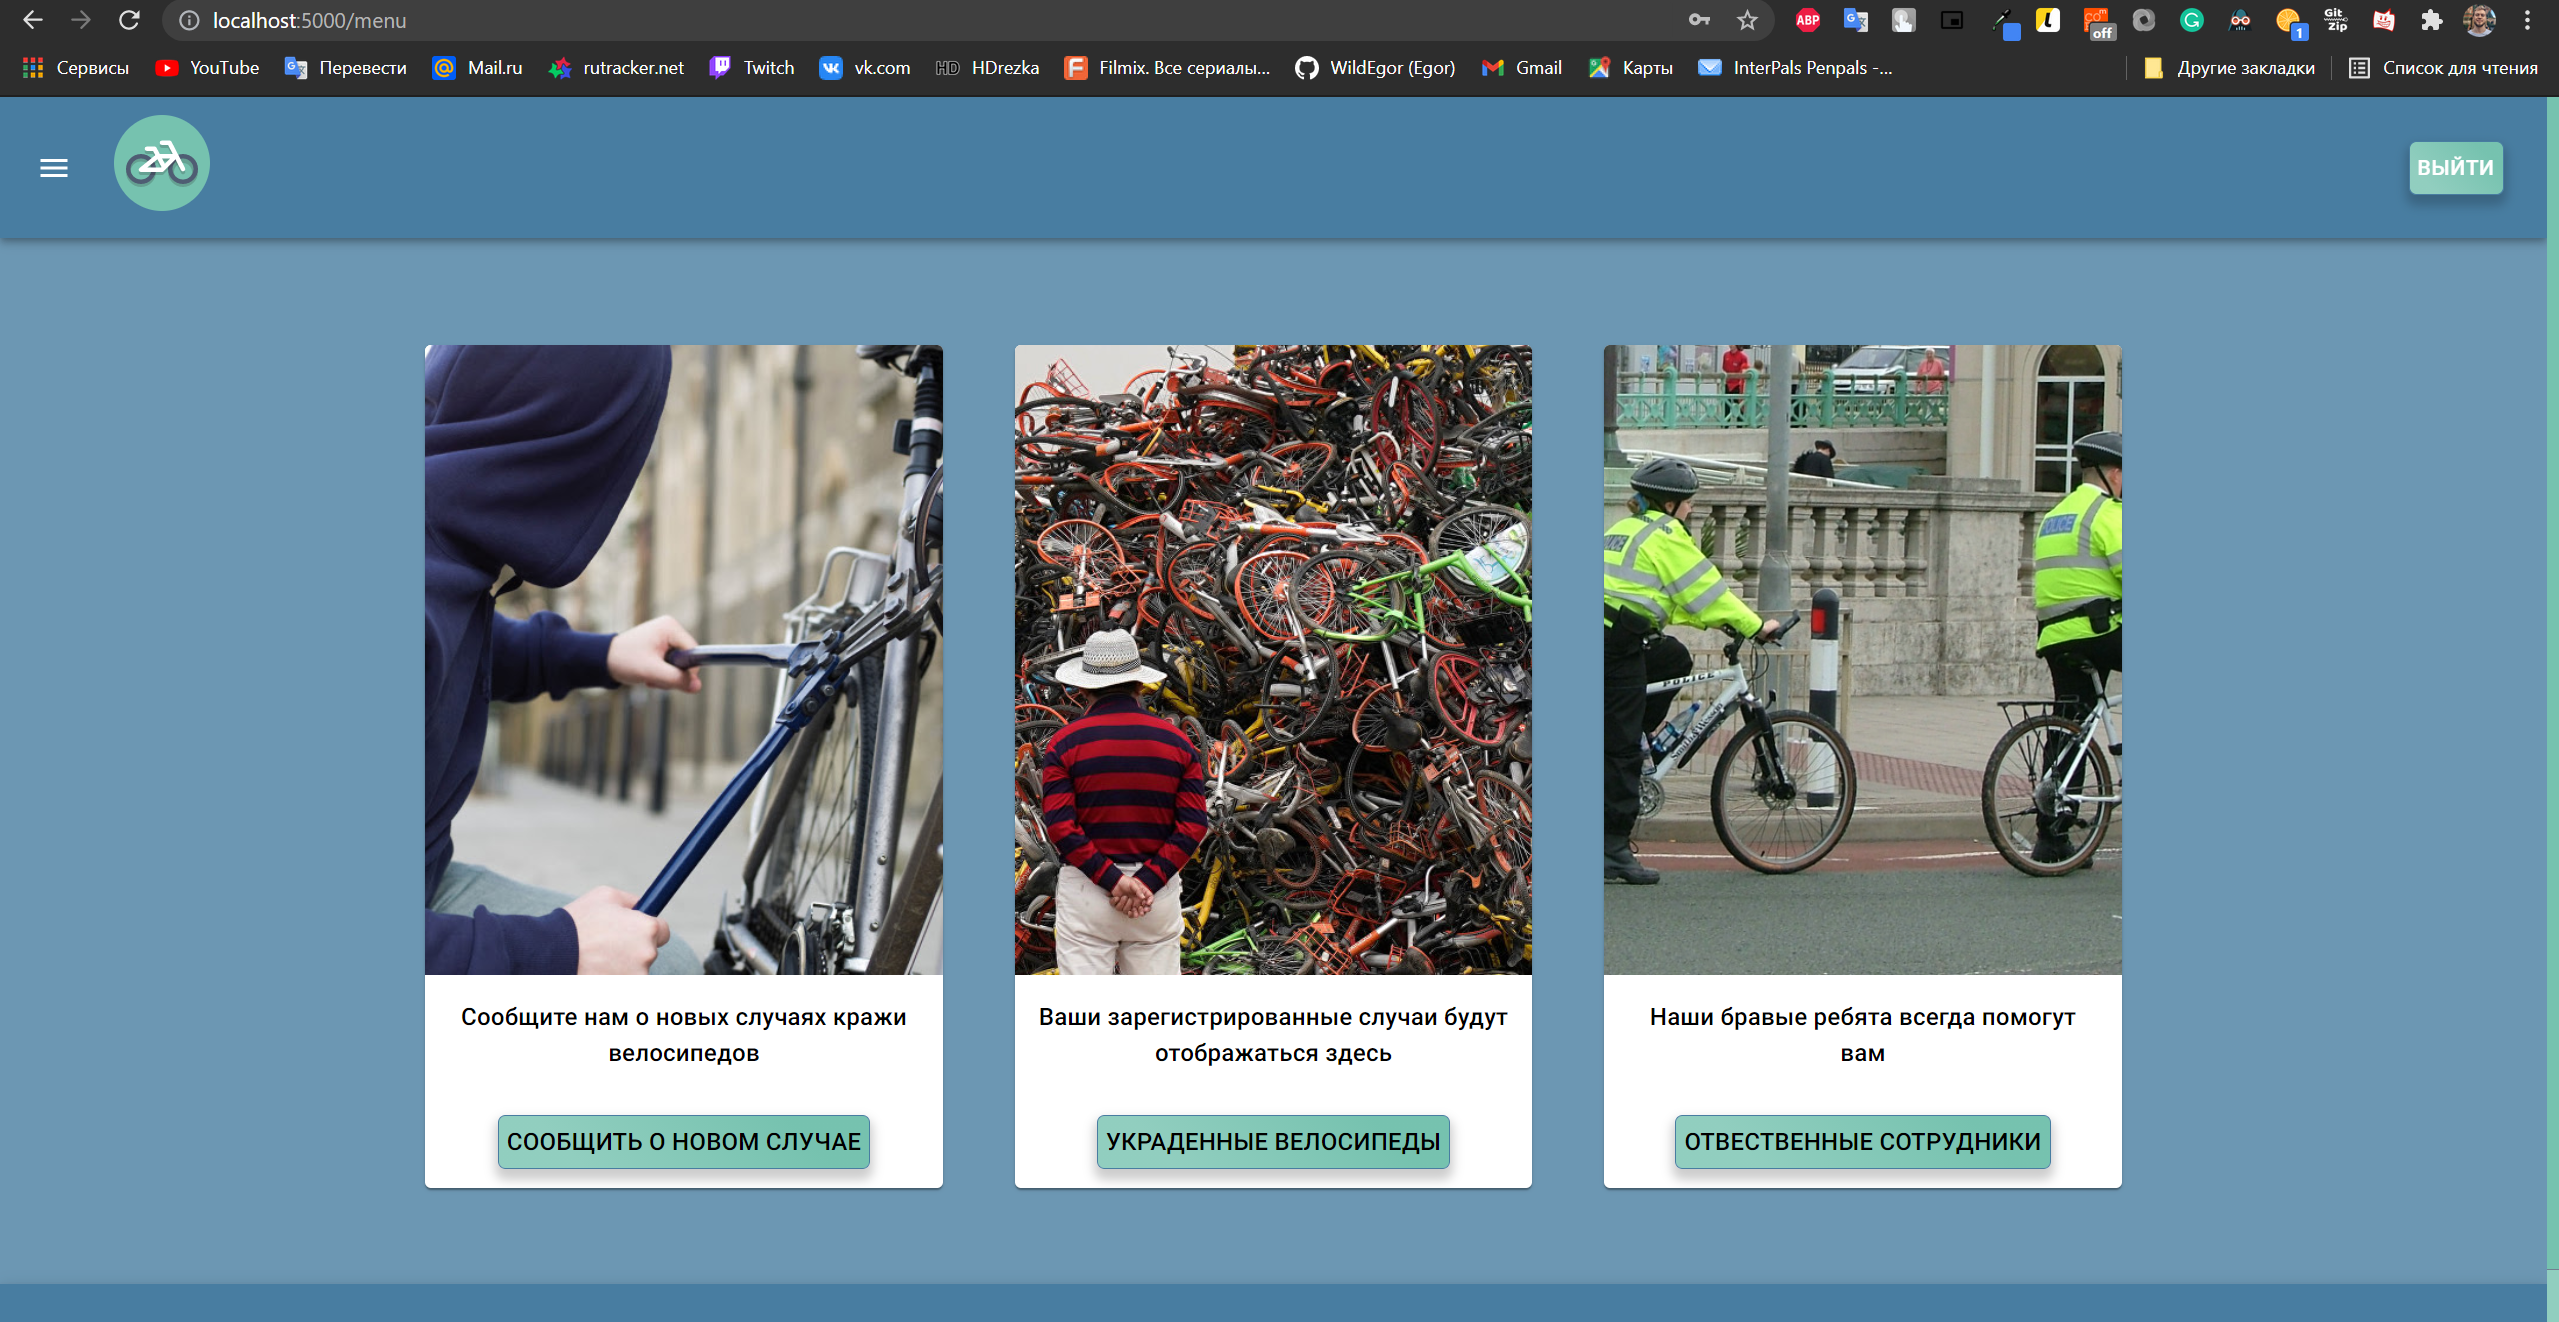 localhost:5000/menu
ABP
off
1
Git
Zip
Сервисы
YouTube
Перевести
Mail.ru
rutracker.net
Twitch
vk.com
HD HDrezka
Filmix. Все сериалы...
WildEgor (Egor)
Gmail
Карты
InterPals Penpals -...
Другие закладки
Список для чтения
ВЫЙТИ
POLICE
POLICE
Smith&Wesson
Сообщите нам о новых случаях кражи
велосипедов
СООБЩИТЬ О НОВОМ СЛУЧАЕ
Ваши зарегистрированные случаи будут
отображаться здесь
УКРАДЕННЫЕ ВЕЛОСИПЕДЫ
Наши бравые ребята всегда помогут
вам
ОТВЕСТВЕННЫЕ СОТРУДНИКИ